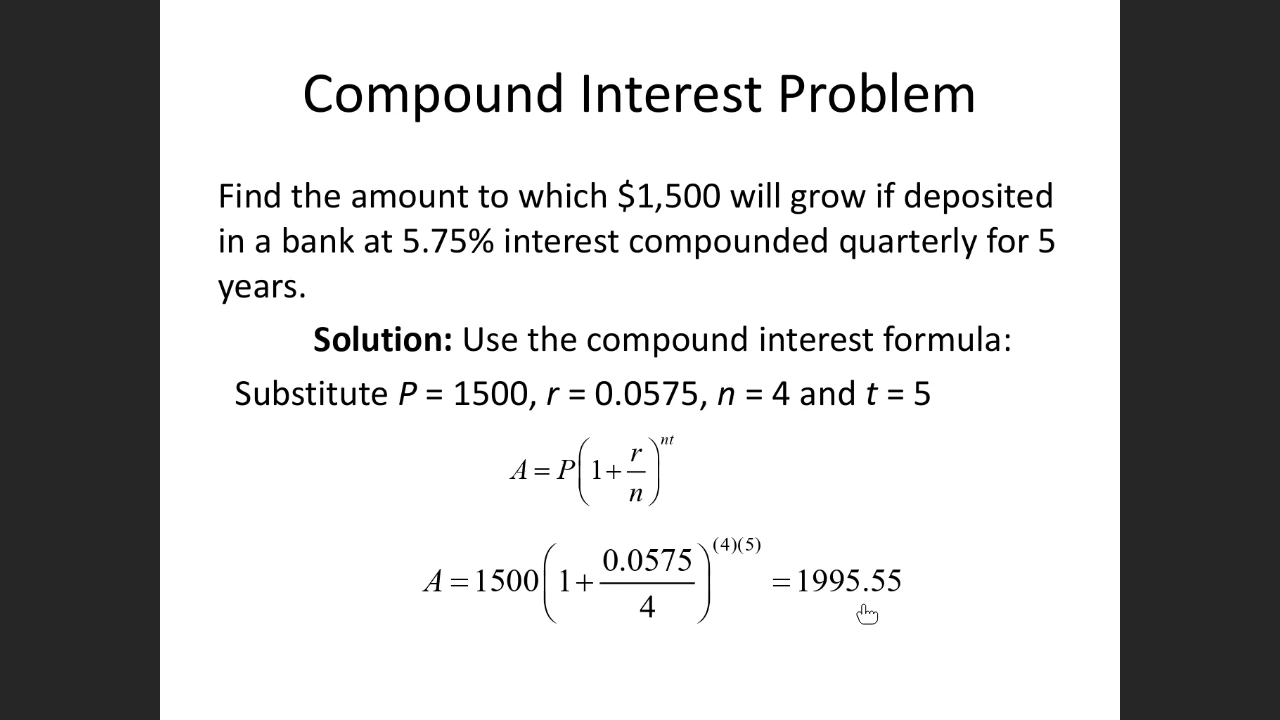 Compound Interest Problem
Find the amount to which $1,500 will grow if deposited
in a bank at 5.75% interest compounded quarterly for 5
years.
Solution: Use the compound interest formula:
Substitute P = 1500, r = 0.0575, n = 4 and t = 5
A = P(1+r/n)^nt
A = 1500(1+0.0575/4)^(4)(5) = 1995.55